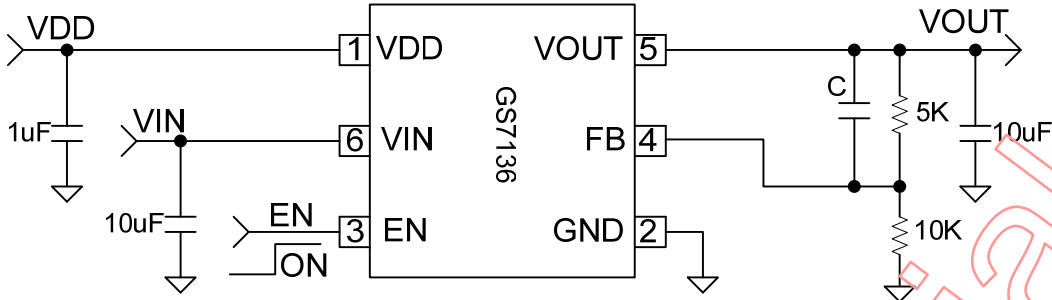 VDD
VOUT
1 VDD
VOUT 5
1uF
C
5K
VIN
6 VIN
GS7136
FB 4
10uF
10uF
EN
3 EN
GND 2
10K
ON